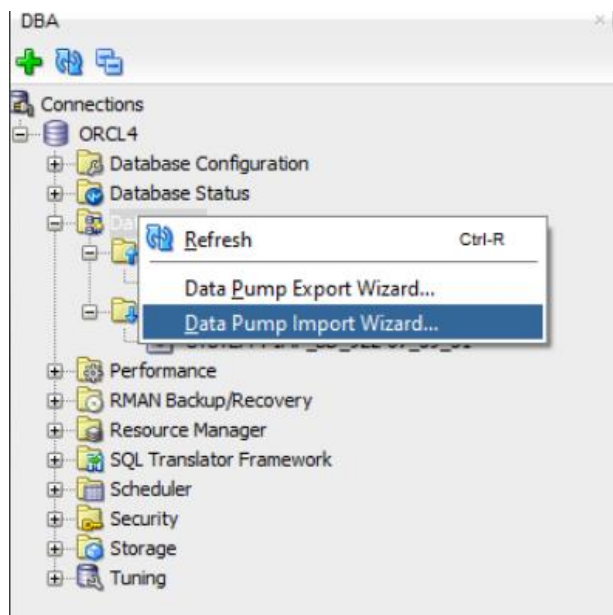 DBA
Connections
ORCL4
Database Configuration
Database Status
Refresh Ctrl-R
Data Pump Export Wizard...
Data Pump Import Wizard...
Performance
RMAN Backup/Recovery
Resource Manager
SQL Translator Framework
Scheduler
Security
Storage
Tuning